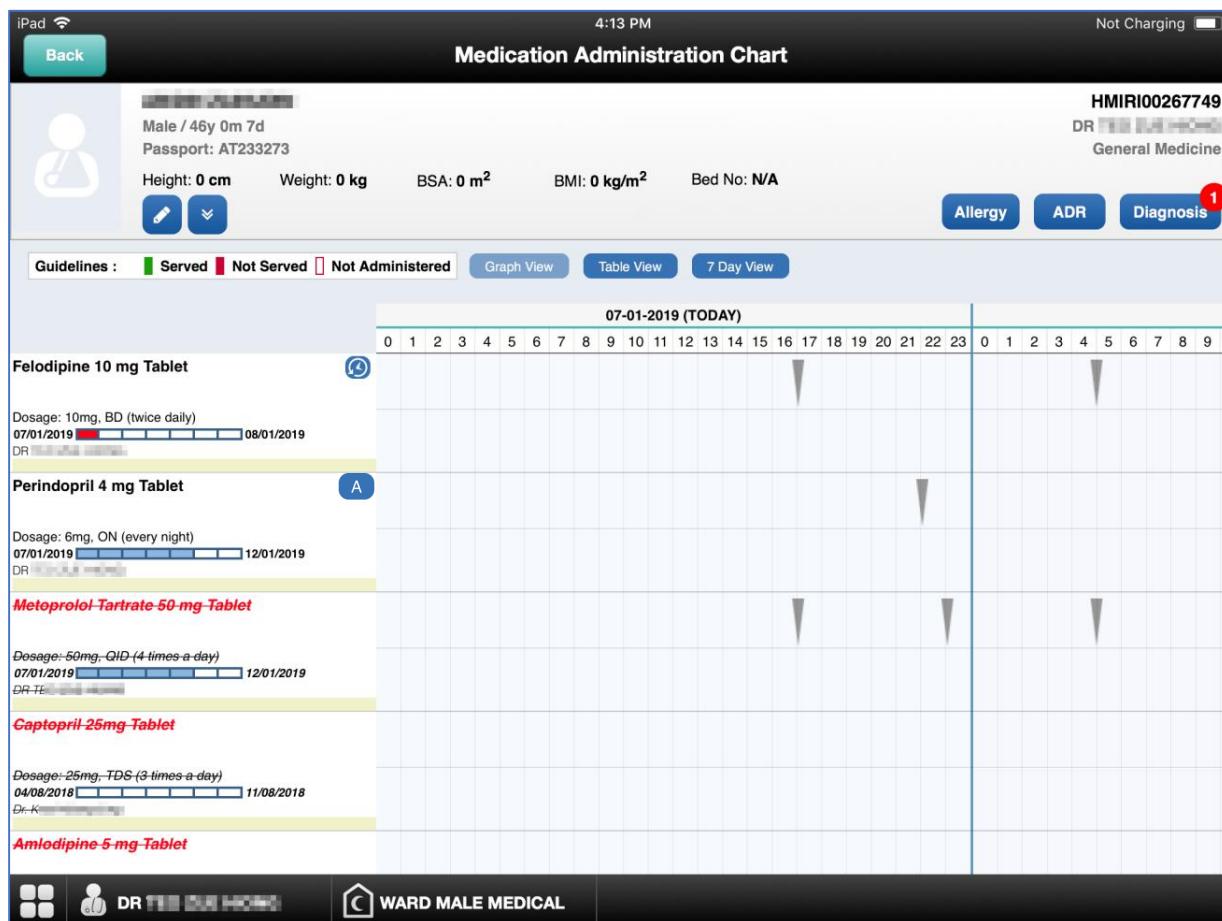 iPad 4:13 PM Not Charging
Back Medication Administration Chart
HMIRI00267749
Male / 46y 0m 7d DR
Passport: AT233273 General Medicine
Height: 0 cm Weight: 0 kg BSA: 0 m² BMI: 0 kg/m² Bed No: N/A
1
Allergy ADR Diagnosis
Guidelines : Served Not Served Not Administered Graph View Table View 7 Day View
07-01-2019 (TODAY)
0 1 2 3 4 5 6 7 8 9 10 11 12 13 14 15 16 17 18 19 20 21 22 23 0 1 2 3 4 5 6 7 8 9
Felodipine 10 mg Tablet
Dosage: 10mg, BD (twice daily)
07/01/2019 08/01/2019
DR
Perindopril 4 mg Tablet A
Dosage: 6mg, ON (every night)
07/01/2019 12/01/2019
DR
Metoprolol Tartrate 50 mg Tablet
Dosage: 50mg, QID (4 times a day)
07/01/2019 12/01/2019
DR
Captopril 25mg Tablet
Dosage: 25mg, TDS (3 times a day)
04/08/2018 11/08/2018
Dr.
Amlodipine 5 mg Tablet
DR C WARD MALE MEDICAL